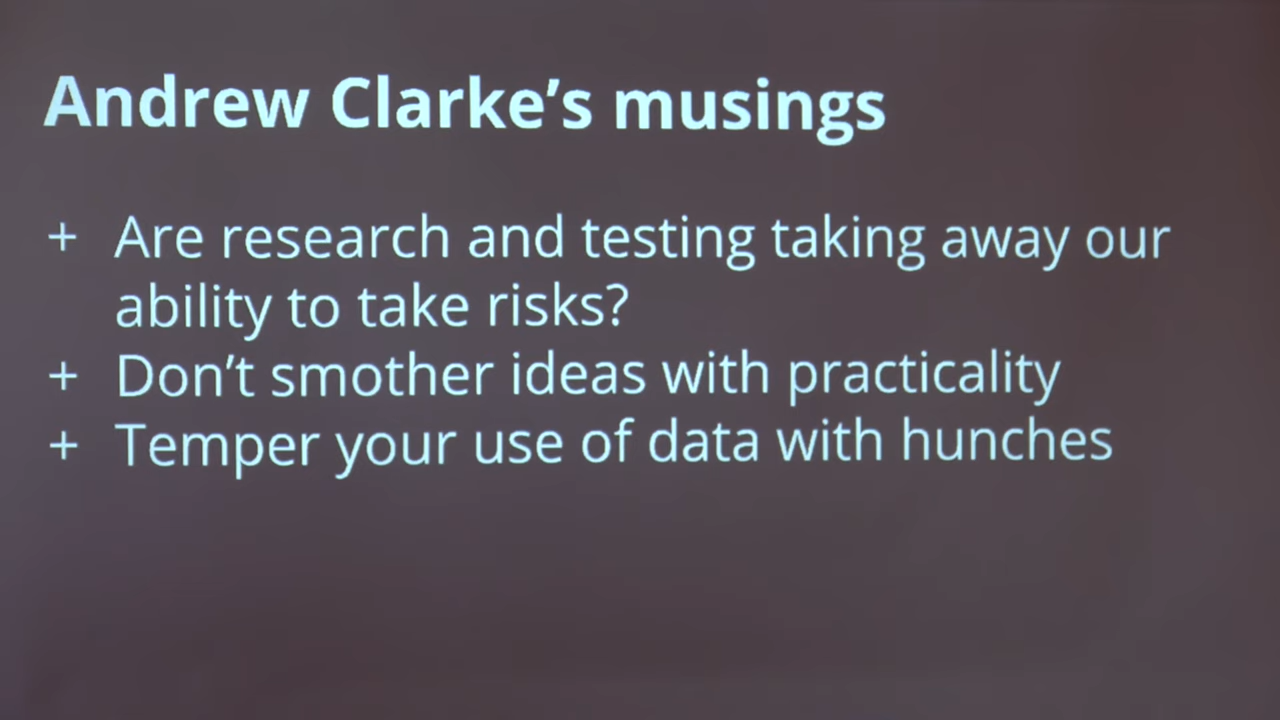 Andrew Clarke’s musings
+ Are research and testing taking away our
ability to take risks?
+ Don’t smother ideas with practicality
+ Temper your use of data with hunches